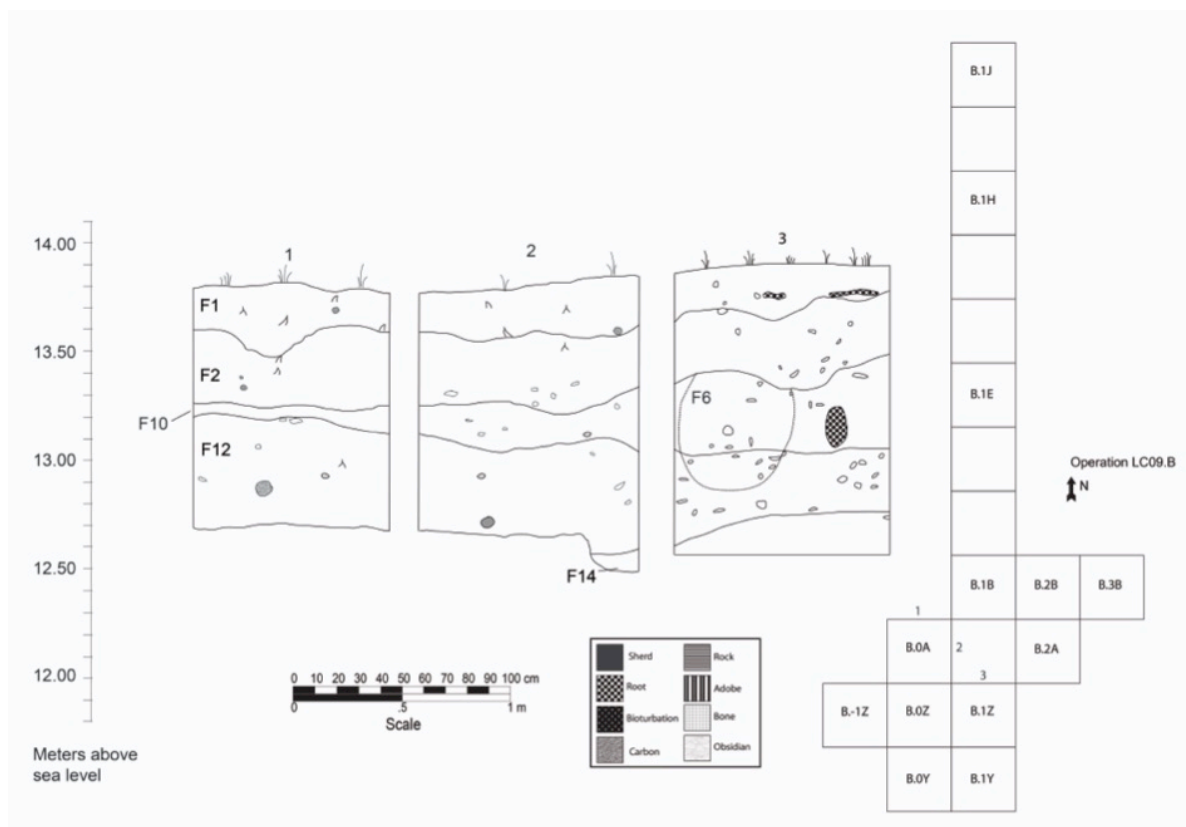 14.00
13.50
13.00
12.50
12.00
Meters above
sea level
1
F1
F2
F10
F12
2
F14
3
F6
0 10 20 30 40 50 60 70 80 90 100 cm
0 .5 1 m
Scale
Sherd
Rock
Root
Adobe
Bioturbation
Bone
Carbon
Obsidian
Operation LC09.B
N
B.1J
B.1H
B.1E
B.1B B.2B B.3B
1
B.0A 2 B.2A
3
B.-1Z B.0Z B.1Z
B.0Y B.1Y